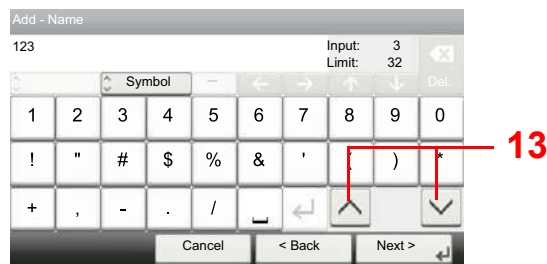 Add - Name
123 Input: 3
Limit: 32
Symbol Del.
1 2 3 4 5 6 7 8 9 0
! " # $ % & ' ( ) *
+ , - . /
Cancel < Back Next >
13